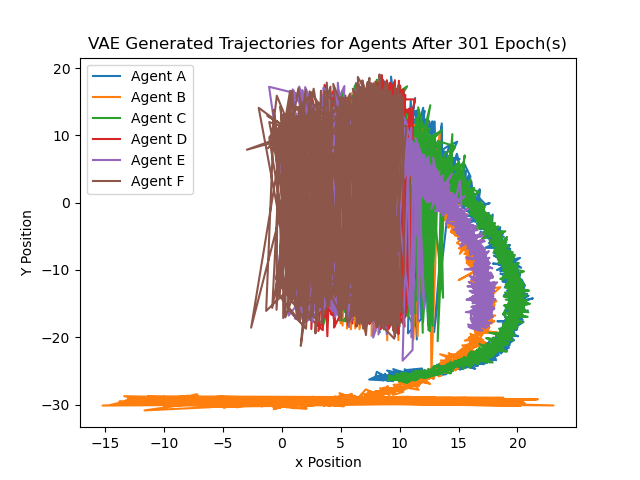 VAE Generated Trajectories for Agents After 301 Epoch(s)
Agent A
Agent B
Agent C
Agent D
Agent E
Agent F
20
10
0
−10
−20
−30
Y Position
−15
−10
−5
0
5
10
15
20
x Position